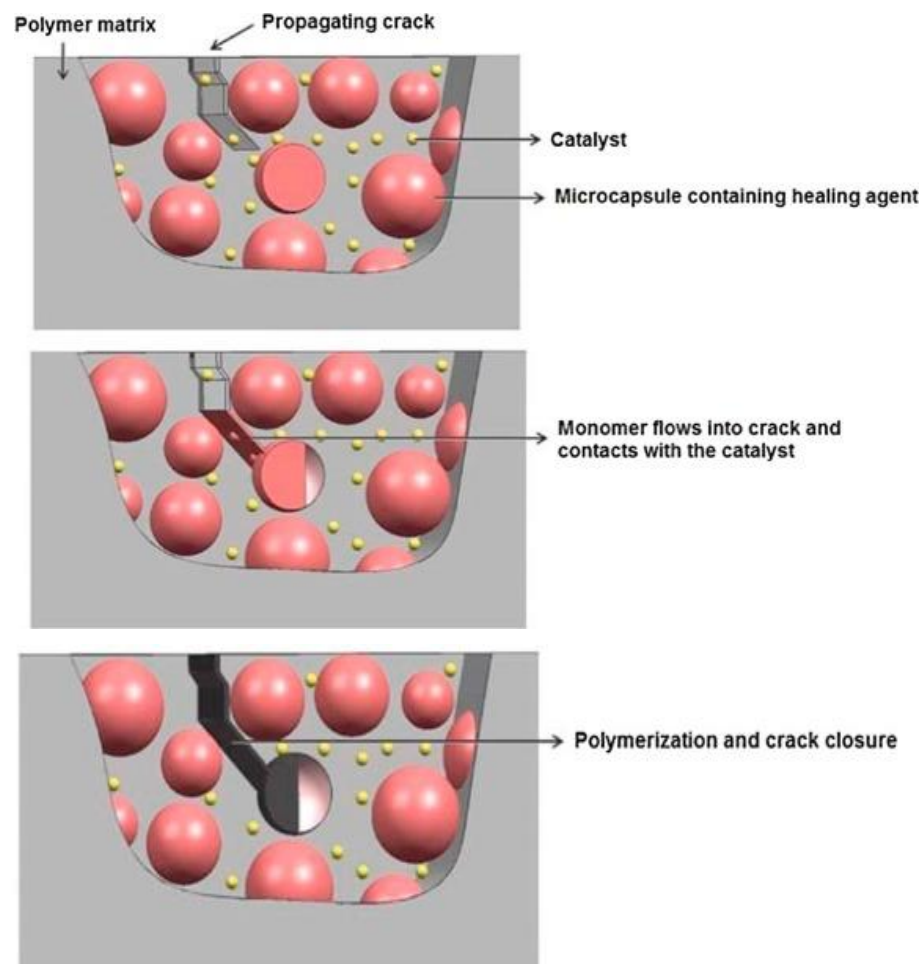 Polymer matrix
Propagating crack
Catalyst
Microcapsule containing healing agent
Monomer flows into crack and
contacts with the catalyst
Polymerization and crack closure